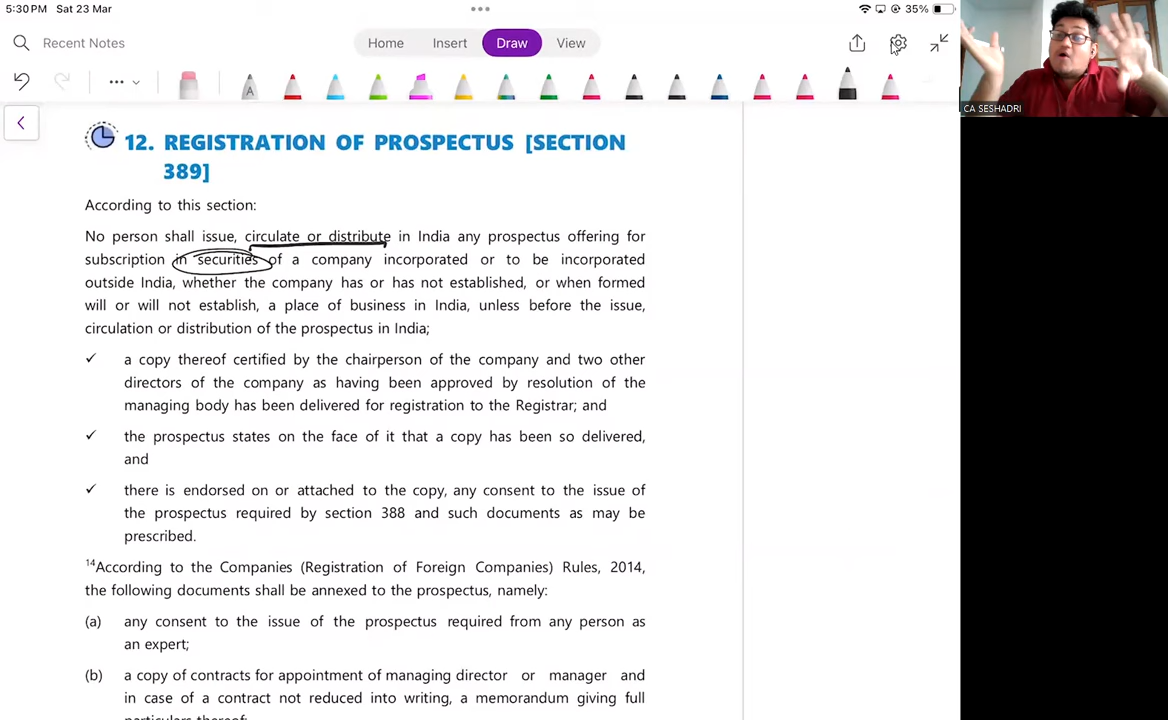 5:30 PM Sat 23 Mar
35%
Recent Notes
Home Insert Draw View
A
CA SESHADRI
12. REGISTRATION OF PROSPECTUS [SECTION
389]
According to this section:
No person shall issue, circulate or distribute in India any prospectus offering for
subscription in securities of a company incorporated or to be incorporated
outside India, whether the company has or has not established, or when formed
will or will not establish, a place of business in India, unless before the issue,
circulation or distribution of the prospectus in India;
✓ a copy thereof certified by the chairperson of the company and two other
directors of the company as having been approved by resolution of the
managing body has been delivered for registration to the Registrar; and
✓ the prospectus states on the face of it that a copy has been so delivered,
and
✓ there is endorsed on or attached to the copy, any consent to the issue of
the prospectus required by section 388 and such documents as may be
prescribed.
14According to the Companies (Registration of Foreign Companies) Rules, 2014,
the following documents shall be annexed to the prospectus, namely:
(a) any consent to the issue of the prospectus required from any person as
an expert;
(b) a copy of contracts for appointment of managing director or manager and
in case of a contract not reduced into writing, a memorandum giving full
particulars thereof;